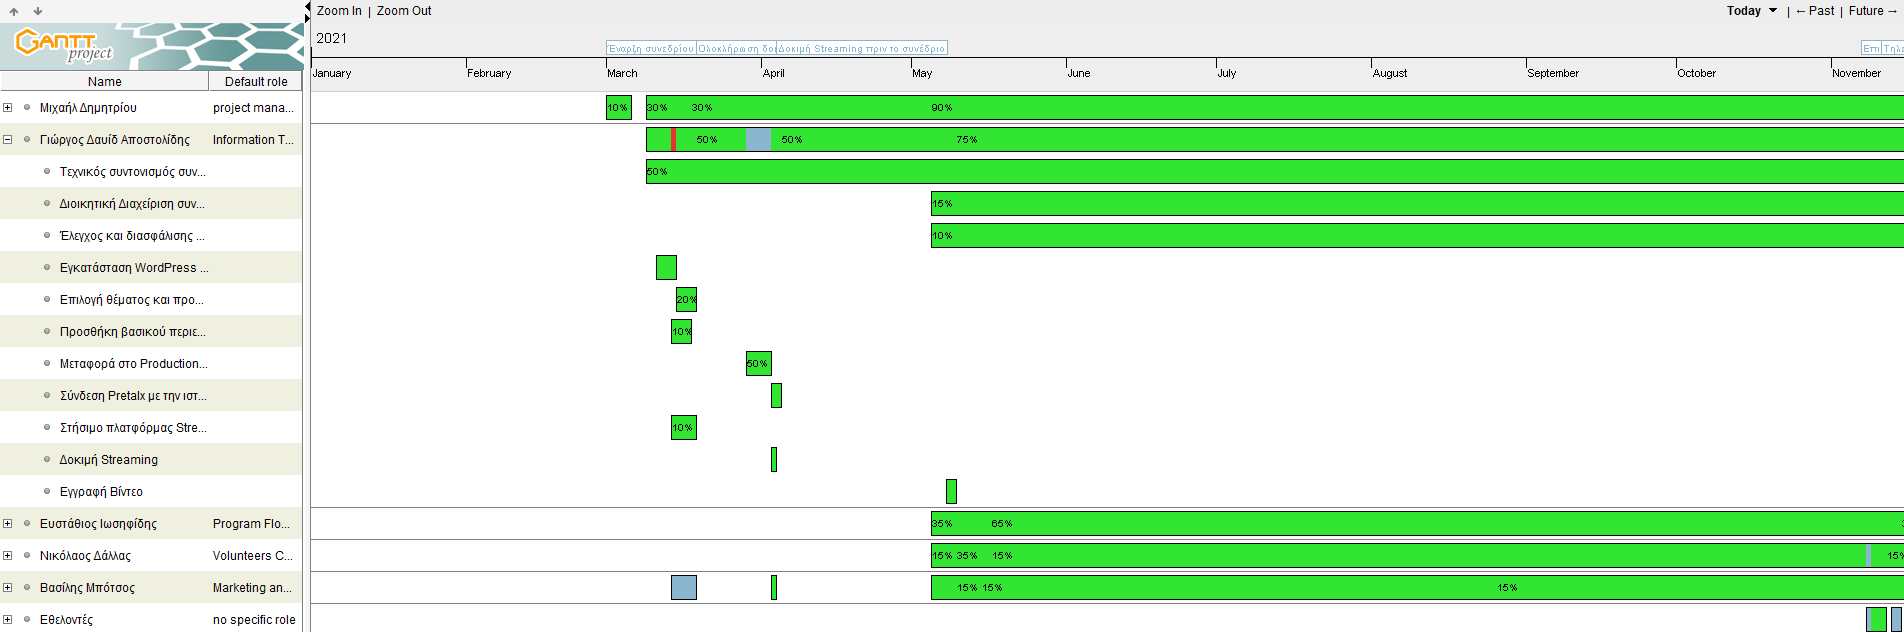 Zoom In | Zoom Out
Today | ←Past | Future→
GANTT project
2021
Έναρξη συνεδρίου Ολοκλήρωση δοι Δοκιμή Streaming πριν το συνέδριο Επι Τηλε
January February March April May June July August September October November
Name Default role
Μιχαήλ Δημητρίου project mana... 10% 30% 30% 90%
Γιώργος Δαυίδ Αποστολίδης Information T... 50% 50% 75%
Τεχνικός συντονισμός συν... 50%
Διοικητική Διαχείριση συν... 15%
Έλεγχος και διασφάλισης ... 10%
Εγκατάσταση WordPress ...
Επιλογή θέματος και προ... 20%
Προσθήκη βασικού περιε... 10%
Μεταφορά στο Production... 50%
Σύνδεση Pretalx με την ιστ...
Στήσιμο πλατφόρμας Stre... 10%
Δοκιμή Streaming
Εγγραφή Βίντεο
Ευστάθιος Ιωσηφίδης Program Flo... 35% 65%
Νικόλαος Δάλλας Volunteers C... 15% 35% 15% 15%
Βασίλης Μπότσος Marketing an... 15% 15% 15%
Εθελοντές no specific role